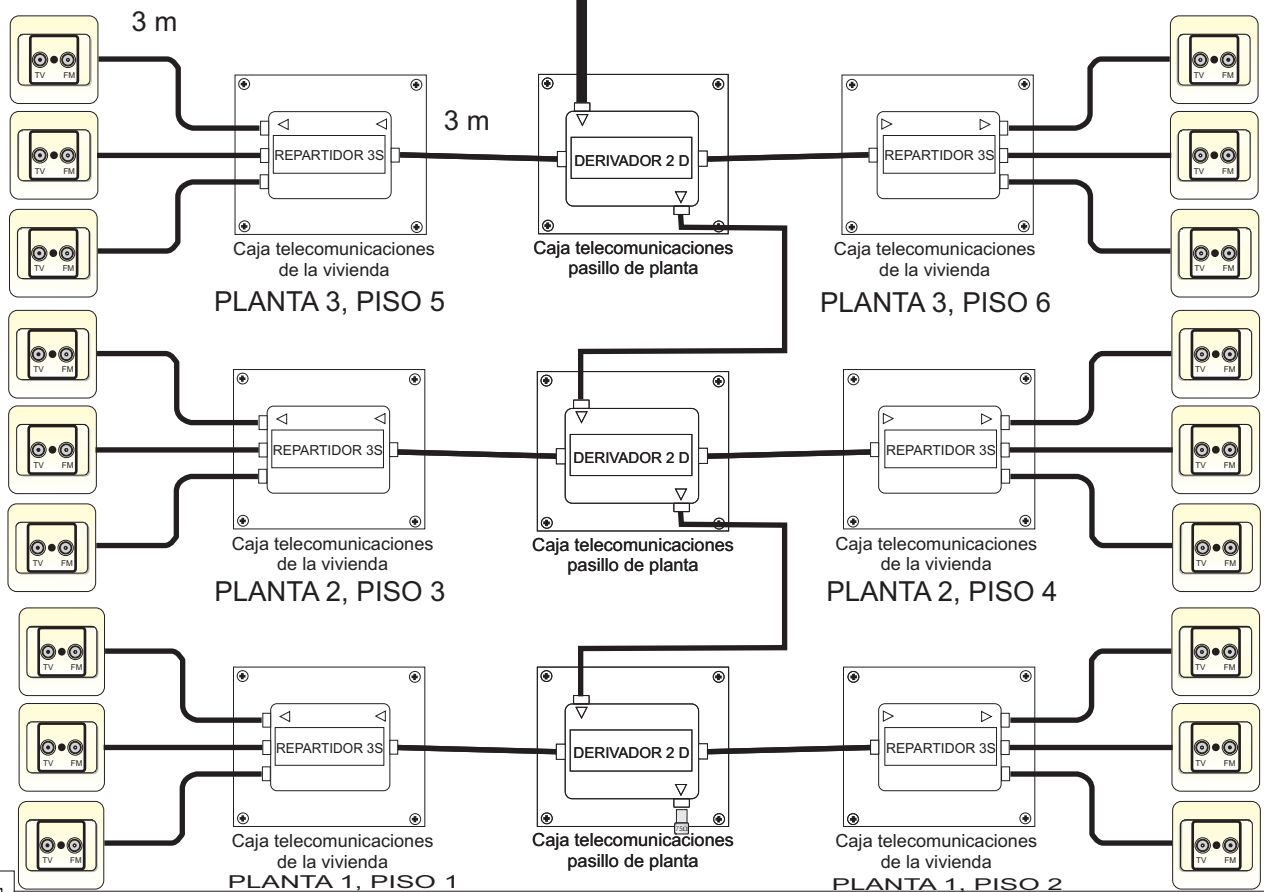 3 m
TV FM
TV FM
3 m
REPARTIDOR 3S
DERIVADOR 2 D
REPARTIDOR 3S
TV FM
TV FM
TV FM
TV FM
Caja telecomunicaciones
de la vivienda
Caja telecomunicaciones
pasillo de planta
Caja telecomunicaciones
de la vivienda
PLANTA 3, PISO 5
PLANTA 3, PISO 6
TV FM
TV FM
REPARTIDOR 3S
DERIVADOR 2 D
REPARTIDOR 3S
TV FM
TV FM
TV FM
TV FM
Caja telecomunicaciones
de la vivienda
Caja telecomunicaciones
pasillo de planta
Caja telecomunicaciones
de la vivienda
PLANTA 2, PISO 3
PLANTA 2, PISO 4
TV FM
TV FM
REPARTIDOR 3S
DERIVADOR 2 D
REPARTIDOR 3S
TV FM
TV FM
75Ω
TV FM
TV FM
Caja telecomunicaciones
de la vivienda
Caja telecomunicaciones
pasillo de planta
Caja telecomunicaciones
de la vivienda
PLANTA 1, PISO 1
PLANTA 1, PISO 2